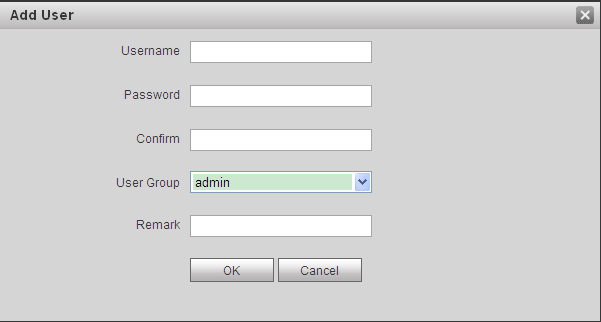 Add User
Username
Password
Confirm
User Group admin
Remark
OK Cancel